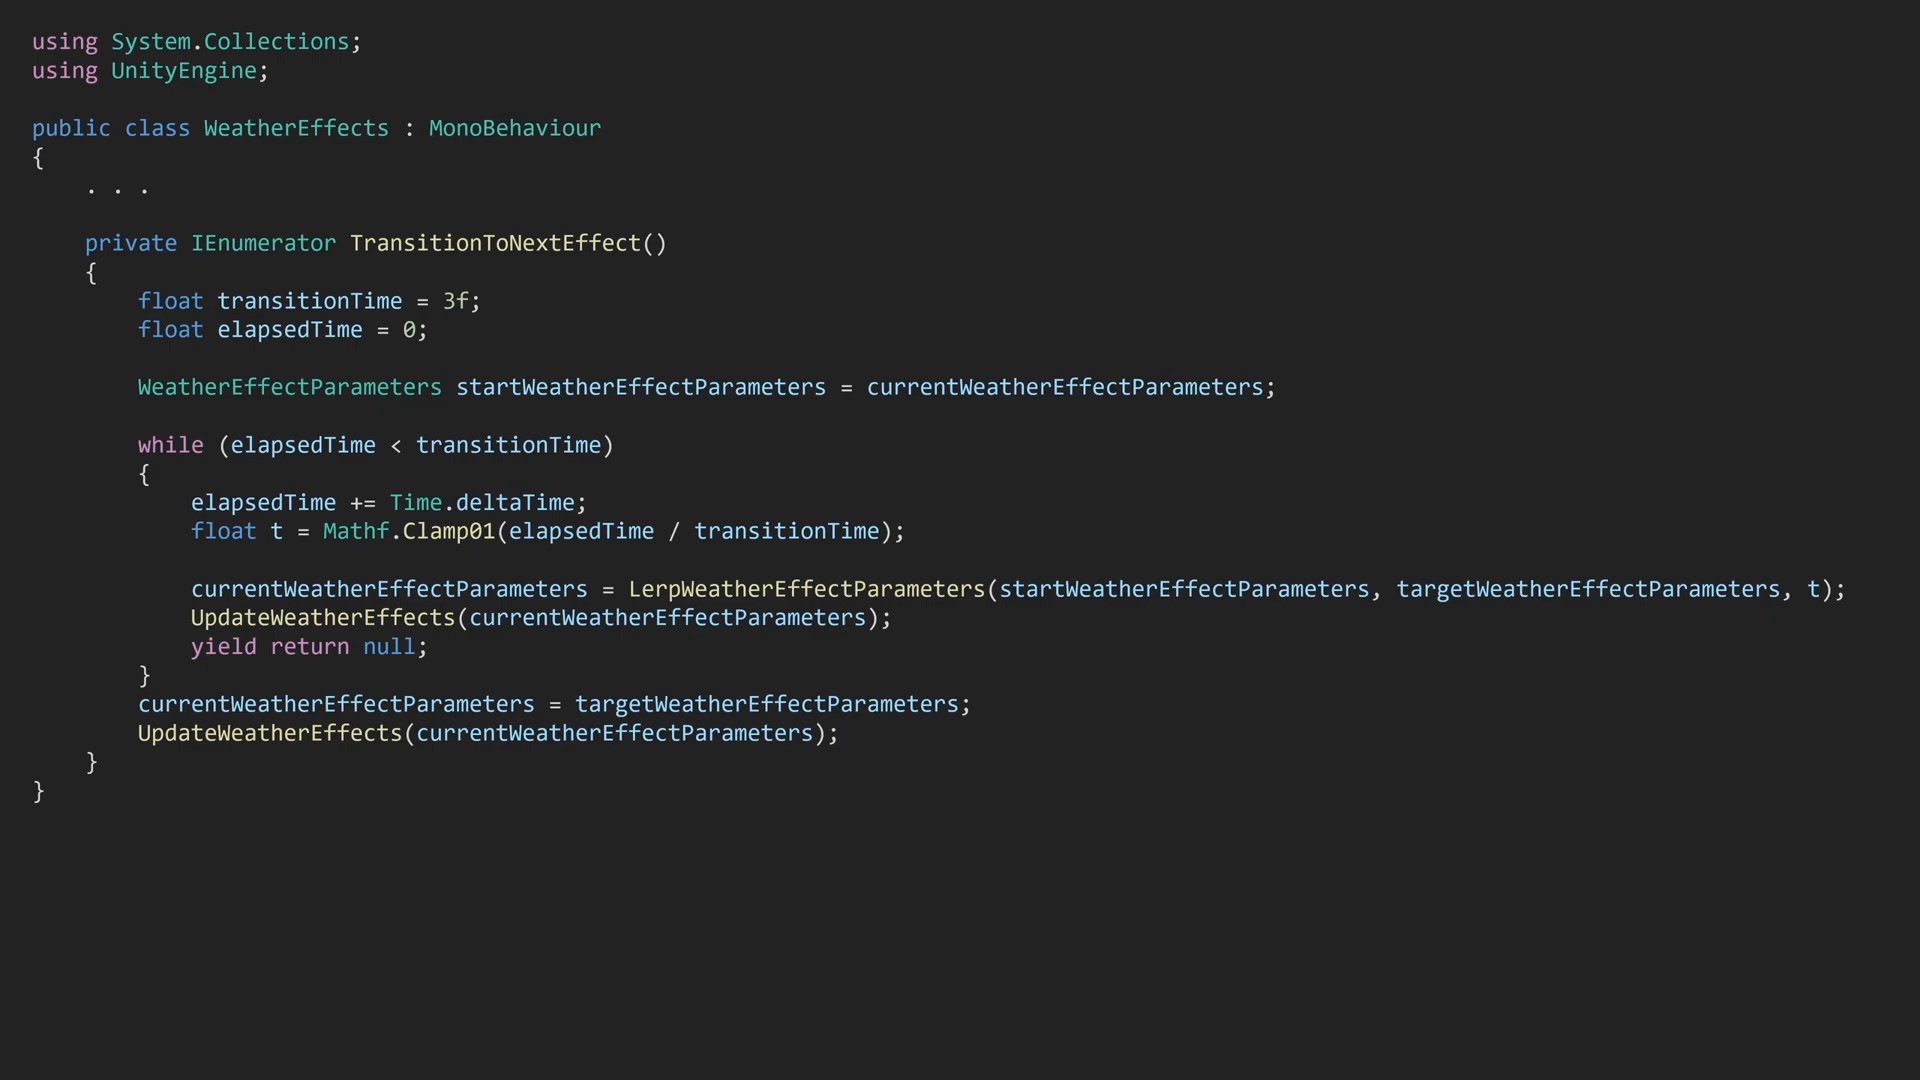 using System.Collections;
using UnityEngine;

public class WeatherEffects : MonoBehaviour
{
    . . .

    private IEnumerator TransitionToNextEffect()
    {
        float transitionTime = 3f;
        float elapsedTime = 0;

        WeatherEffectParameters startWeatherEffectParameters = currentWeatherEffectParameters;

        while (elapsedTime < transitionTime)
        {
            elapsedTime += Time.deltaTime;
            float t = Mathf.Clamp01(elapsedTime / transitionTime);

            currentWeatherEffectParameters = LerpWeatherEffectParameters(startWeatherEffectParameters, targetWeatherEffectParameters, t);
            UpdateWeatherEffects(currentWeatherEffectParameters);
            yield return null;
        }
        currentWeatherEffectParameters = targetWeatherEffectParameters;
        UpdateWeatherEffects(currentWeatherEffectParameters);
    }
}